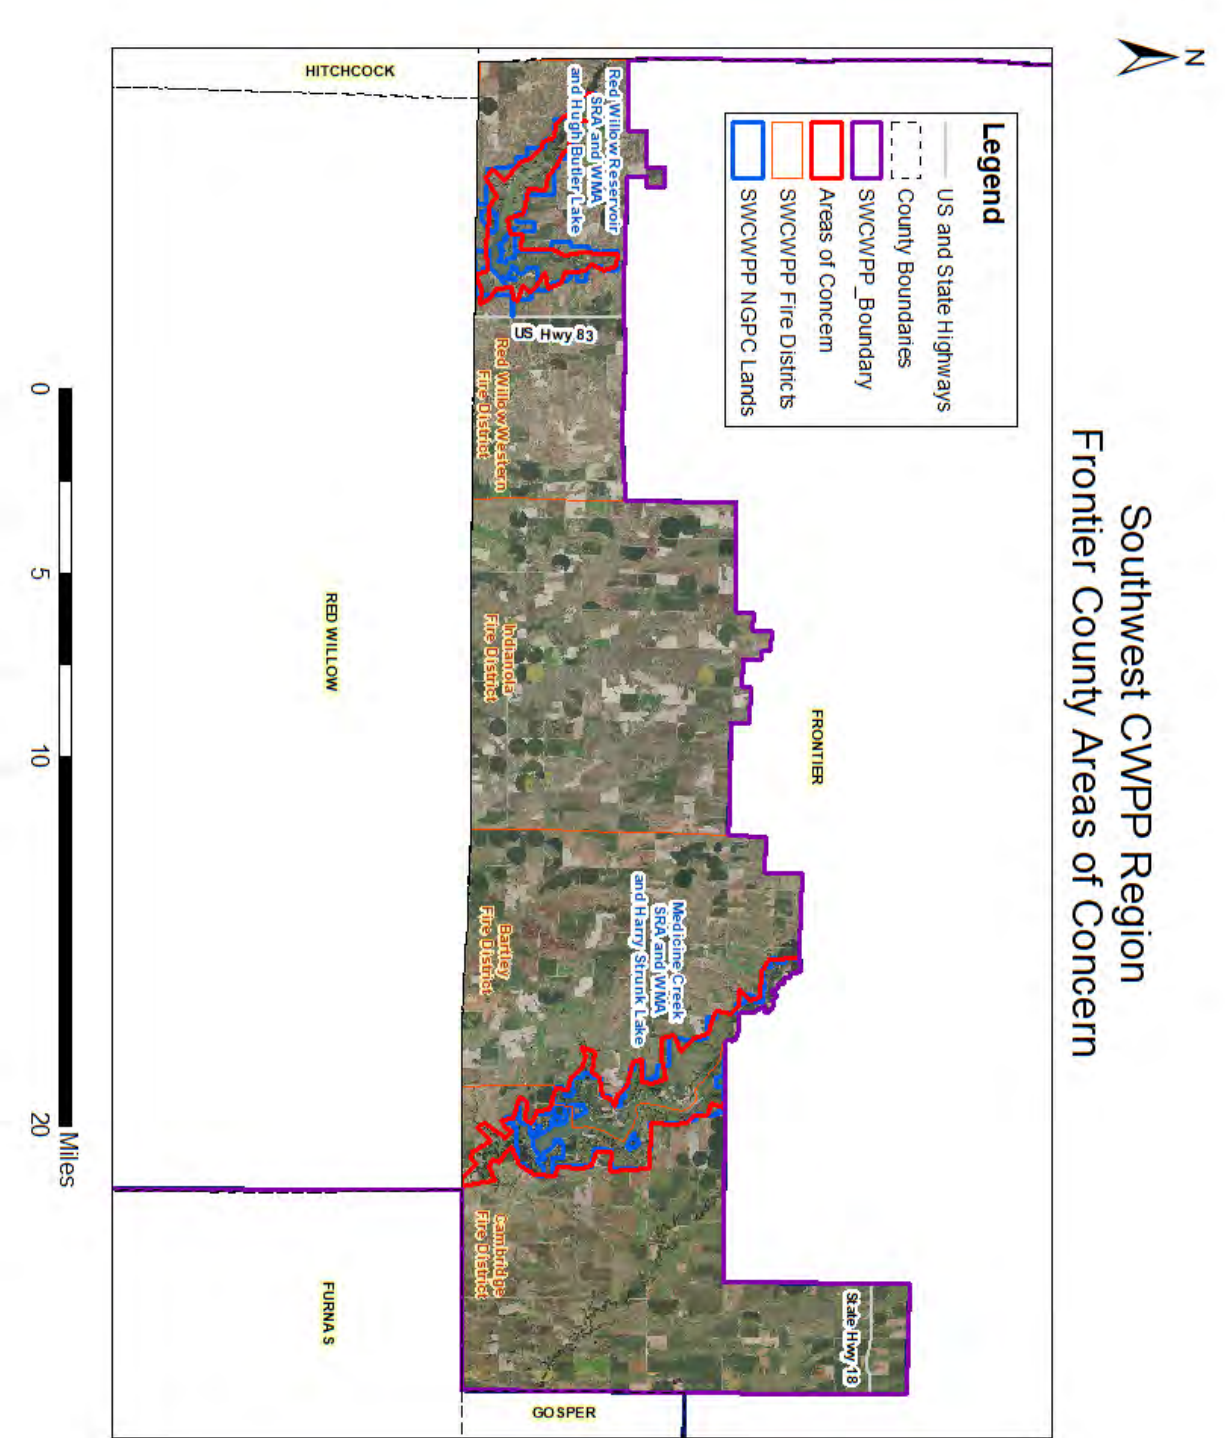 Southwest CWPP Region
Frontier County Areas of Concern
N
Legend
US and State Highways
County Boundaries
SWCWPP_Boundary
Areas of Concern
SWCWPP Fire Districts
SWCWPP NGPC Lands
FRONTIER
State Hwy 18
Red Willow Reservoir
SRA and WMA
and Hugh Butler Lake
US Hwy 83
Medicine Creek
SRA and WMA
and Harry Strunk Lake
Red Willow Western
Fire District
Indianola
Fire District
Bartley
Fire District
Cambridge
Fire District
GOSPER
HITCHCOCK
RED WILLOW
FURNAS
0
5
10
20
Miles